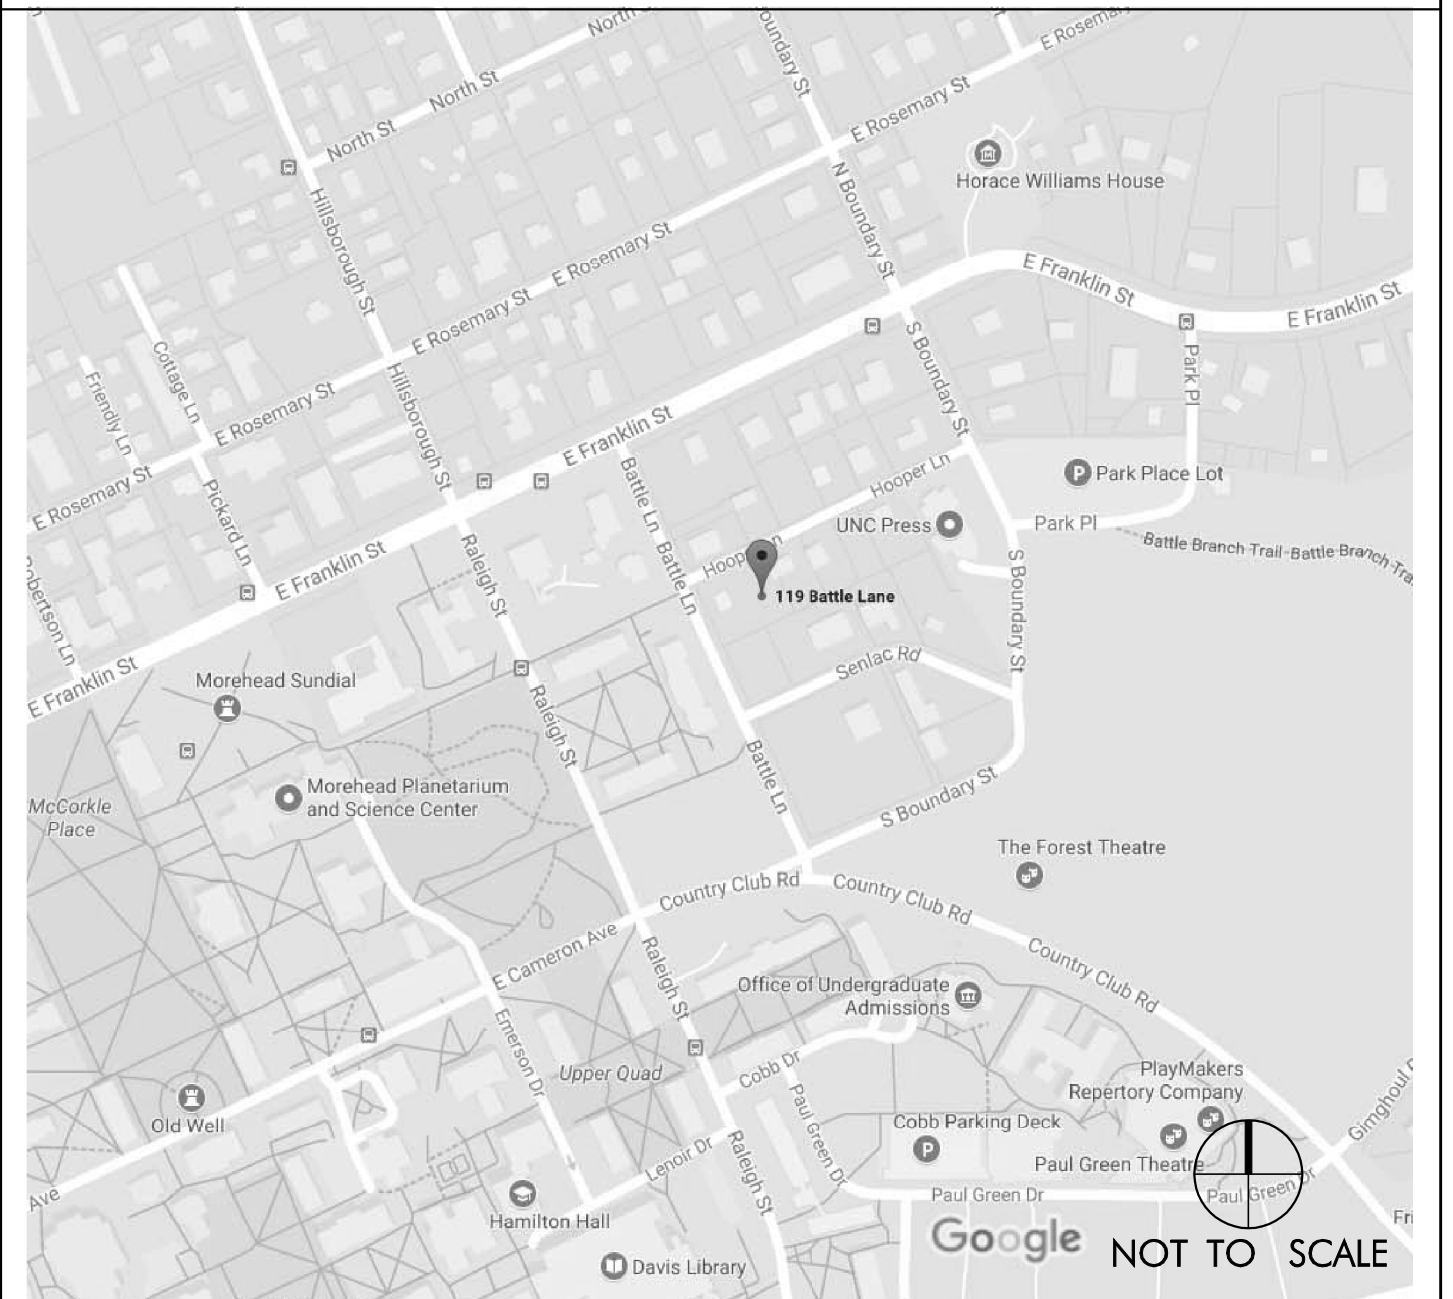 North St
E Rosemary
oundary St
North St
E Rosemary St
North St
Horace Williams House
N Boundary St
Hillsborough St
E Rosemary St
E Franklin St
E Franklin St
E Rosemary St
S Boundary St
Park Pl
Cottage Ln
Friendly Ln
Hillsborough St
E Rosemary St
E Franklin St
Battle Ln
Hooper Ln
Park Place Lot
E Rosemary St
Pickard Ln
UNC Press
Park Pl
Battle Branch Trail
Battle Branch Tra
E Franklin St
Raleigh St
Battle Ln
119 Battle Lane
S Boundary St
Robertson Ln
E Franklin St
Morehead Sundial
Senlac Rd
Raleigh St
Battle Ln
Morehead Planetarium
and Science Center
McCorkle
Place
S Boundary St
The Forest Theatre
Country Club Rd
Country Club Rd
E Cameron Ave
Raleigh St
Country Club Rd
Office of Undergraduate
Admissions
Emerson Dr
Upper Quad
Cobb Dr
PlayMakers
Repertory Company
Gimghoul
Old Well
Paul Green Dr
Cobb Parking Deck
Lenoir Dr
Raleigh St
Paul Green Theatre
Ave
Hamilton Hall
Paul Green Dr
Paul Green Dr
Fri
Google
NOT TO SCALE
Davis Library